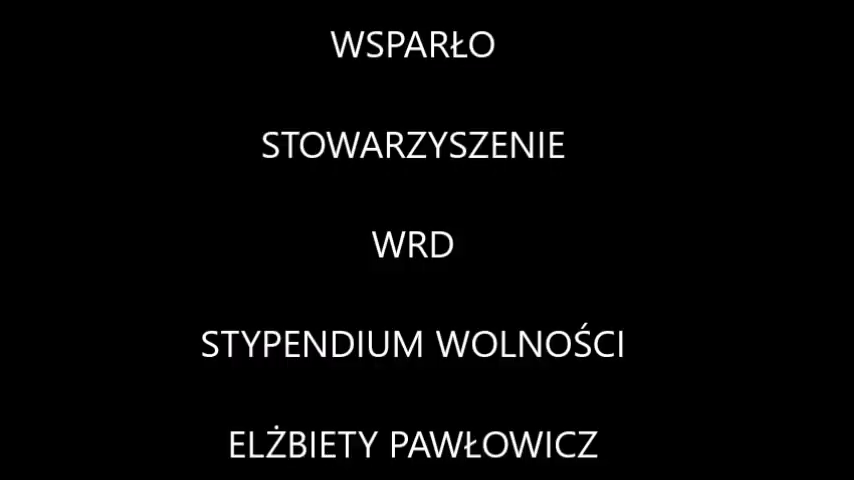 WSPARŁO
STOWARZYSZENIE
WRD
STYPENDIUM WOLNOŚCI
ELŻBIETY PAWŁOWICZ